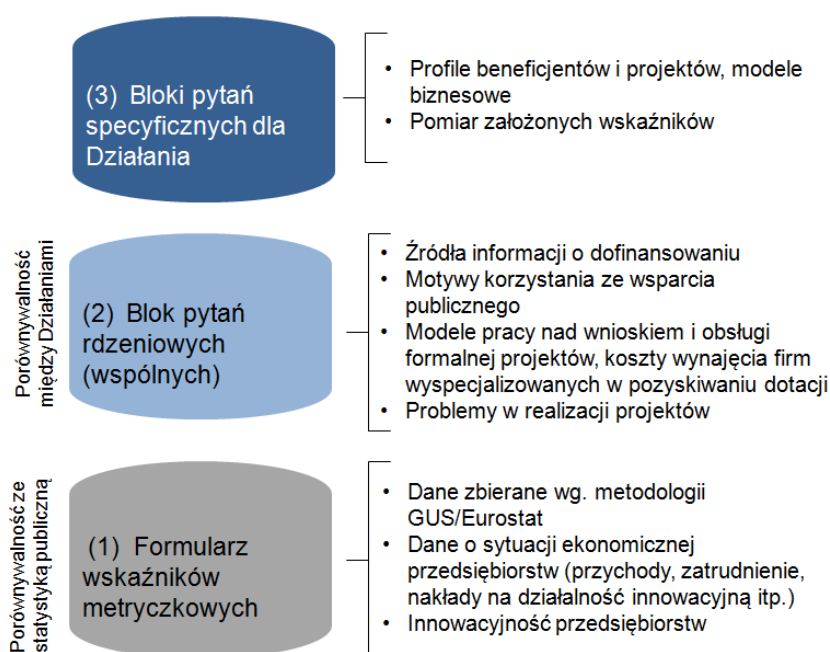 (3) Bloki pytań
specyficznych dla
Działania
• Profile beneficjentów i projektów, modele
biznesowe
• Pomiar założonych wskaźników
Porównywalność
między Działaniami
(2) Blok pytań
rdzeniowych
(wspólnych)
• Źródła informacji o dofinansowaniu
• Motywy korzystania ze wsparcia
publicznego
• Modele pracy nad wnioskiem i obsługi
formalnej projektów, koszty wynajęcia firm
wyspecjalizowanych w pozyskiwaniu dotacji
• Problemy w realizacji projektów
Porównywalność ze
statystyką publiczną
(1) Formularz
wskaźników
metryczkowych
• Dane zbierane wg. metodologii
GUS/Eurostat
• Dane o sytuacji ekonomicznej
przedsiębiorstw (przychody, zatrudnienie,
nakłady na działalność innowacyjną itp.)
• Innowacyjność przedsiębiorstw